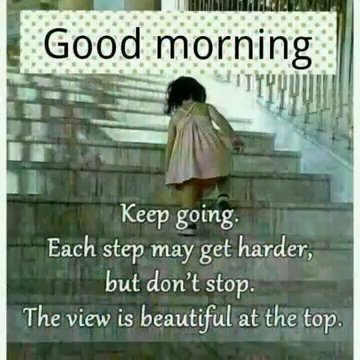 Good morning
Keep going.
Each step may get harder,
but don't stop.
The view is beautiful at the top.